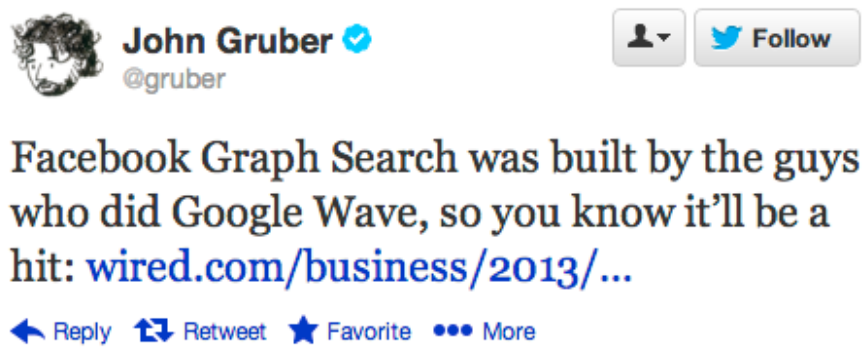 John Gruber
@gruber
Follow
Facebook Graph Search was built by the guys
who did Google Wave, so you know it’ll be a
hit: wired.com/business/2013/...
Reply Retweet Favorite More